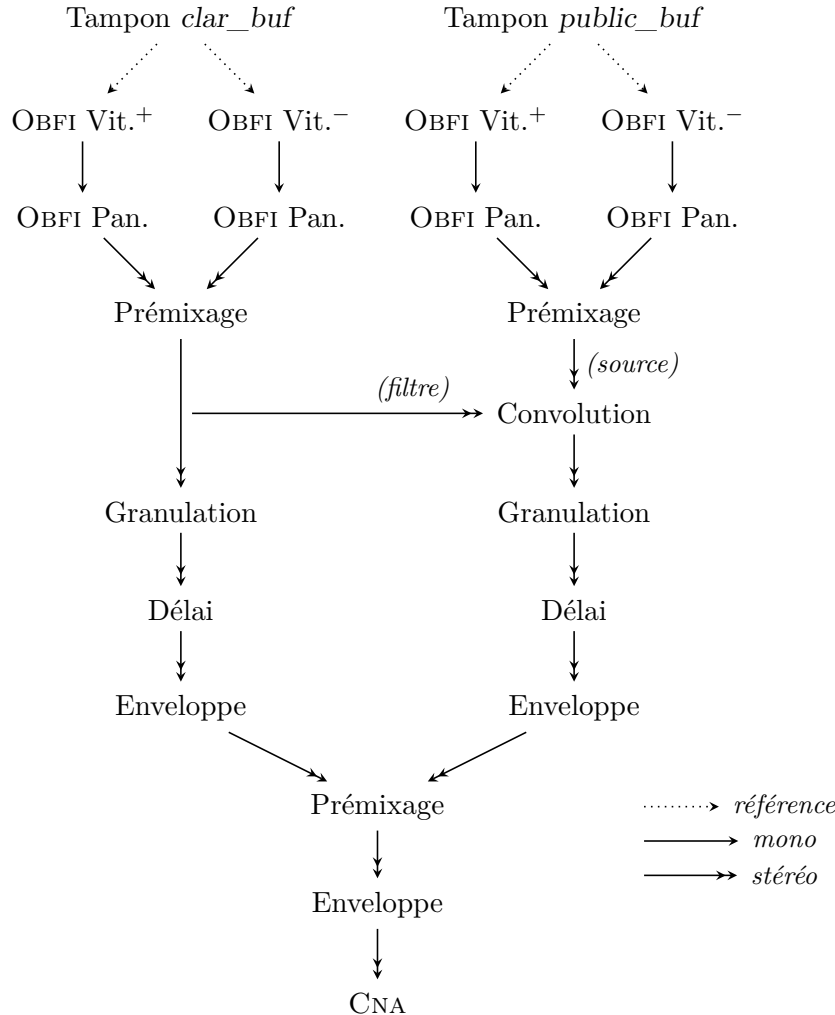 Tampon clar_buf Tampon public_buf
OBFI Vit.⁺ OBFI Vit.⁻ OBFI Vit.⁺ OBFI Vit.⁻
OBFI Pan. OBFI Pan. OBFI Pan. OBFI Pan.
Prémixage Prémixage
(source)
(filtre)
Convolution
Granulation Granulation
Délai Délai
Enveloppe Enveloppe
Prémixage
référence
mono
stéréo
Enveloppe
CNA